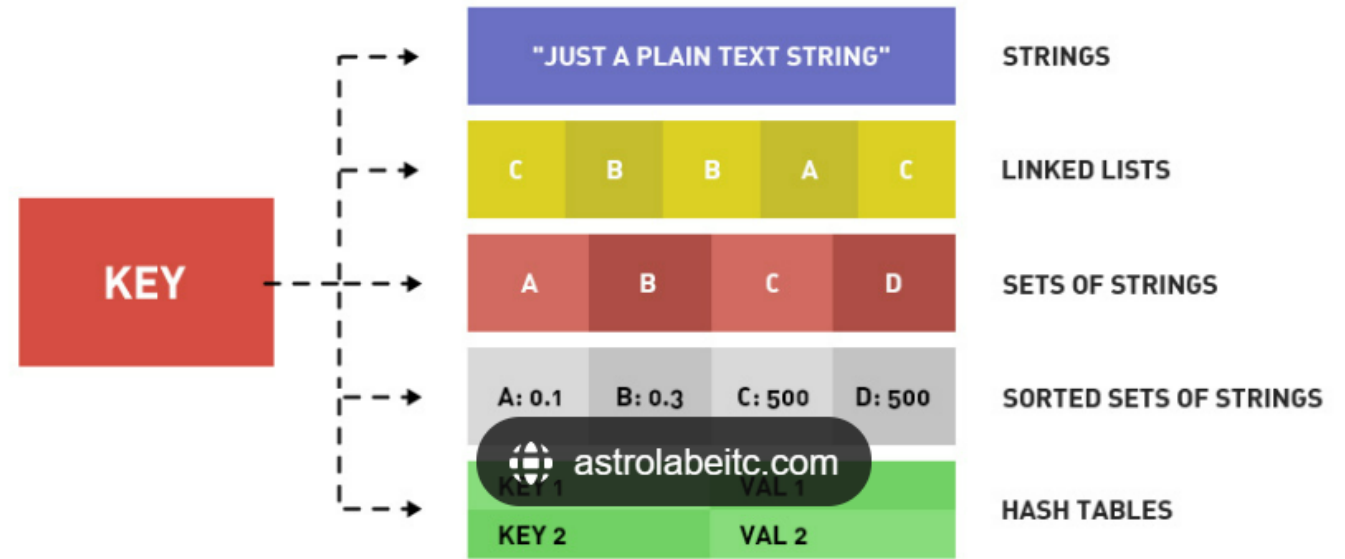 "JUST A PLAIN TEXT STRING" STRINGS
C B B A C LINKED LISTS
KEY A B C D SETS OF STRINGS
A: 0.1 B: 0.3 C: 500 D: 500 SORTED SETS OF STRINGS
astrolabeitc.com
KEY 1 VAL 1
HASH TABLES
KEY 2 VAL 2